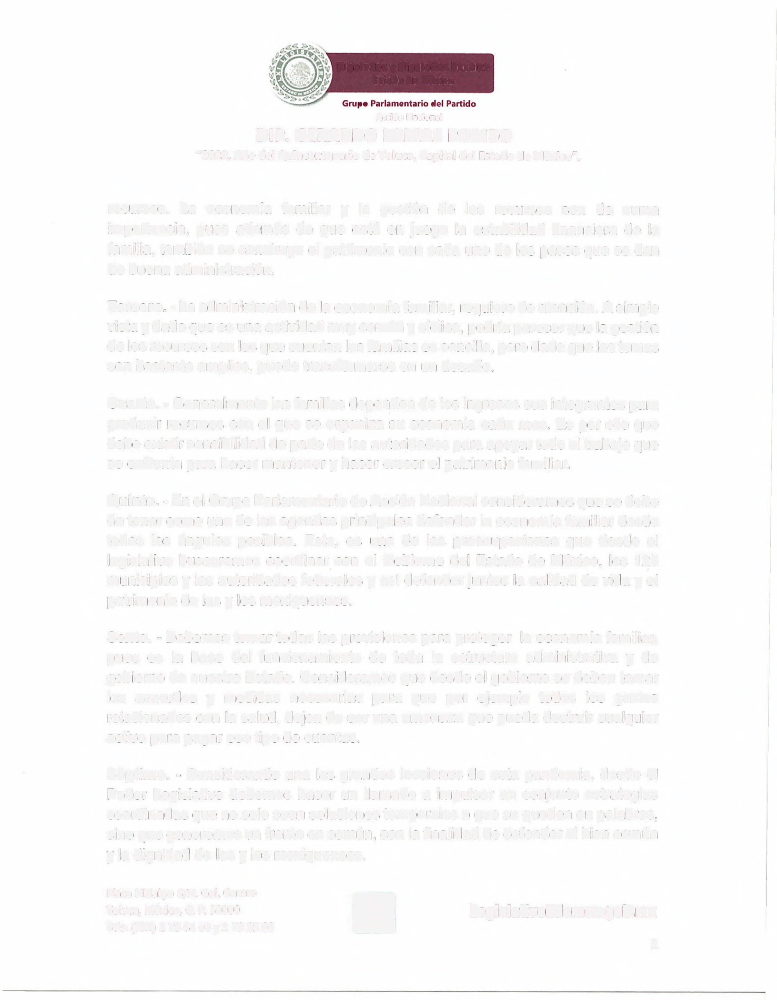 LXI LEGISLATURA
ESTADO DE MÉXICO
Diputadas y Diputados Locales
Estado de México
Grupo Parlamentario del Partido
Acción Nacional
DIP. GERARDO LAMAS POMBO
"2022. Año del Quincentenario de Toluca, Capital del Estado de México".
recursos. La economía familiar y la gestión de los recursos son de suma
importancia, pues además de que está en juego la estabilidad financiera de la
familia, también se construye el patrimonio con cada uno de los pasos que se dan
de buena administración.
Tercero. - La administración de la economía familiar, requiere de atención. A simple
vista y dado que es una actividad muy común y cíclica, podría parecer que la gestión
de los recursos con los que cuentan las familias es sencilla, pero dado que los temas
son bastante amplios, puede transformarse en un desafío.
Cuarto. - Generalmente las familias dependen de los ingresos sus integrantes para
producir recursos con el que se organiza su economía cada mes. Es por ello que
debe existir sensibilidad de parte de las autoridades para apoyar todo el trabajo que
se enfrenta para hacer mantener y hacer crecer el patrimonio familiar.
Quinto. - En el Grupo Parlamentario de Acción Nacional consideramos que se debe
de tener como una de las agendas principales defender la economía familiar desde
todos los ángulos posibles. Esta, es una de las preocupaciones que desde el
legislativo buscaremos coordinar con el Gobierno del Estado de México, los 125
municipios y las autoridades federales y así defender juntos la calidad de vida y el
patrimonio de las y los mexiquenses.
Sexto. - Debemos tomar todas las previsiones para proteger la economía familiar,
pues es la base del funcionamiento de toda la estructura administrativa y de
gobierno de nuestro Estado. Consideramos que desde el gobierno se deben tomar
los acuerdos y medidas necesarias para que por ejemplo todos los gastos
relacionados con la salud, dejen de ser una amenaza que pueda destruir cualquier
activo para pagar ese tipo de cuentas.
Séptimo. - Considerando una las grandes lecciones de esta pandemia, desde el
Poder Legislativo debemos hacer un llamado a impulsar en conjunto estrategias
coordinadas que no solo sean soluciones temporales o que se queden en palabras,
sino que generemos un frente en común, con la finalidad de defender el bien común
y la dignidad de las y los mexiquenses.
Plaza Hidalgo S/N. Col. Centro
Toluca, México, C. P. 50000
Tels. (722) 2 79 64 00 y 2 79 65 00